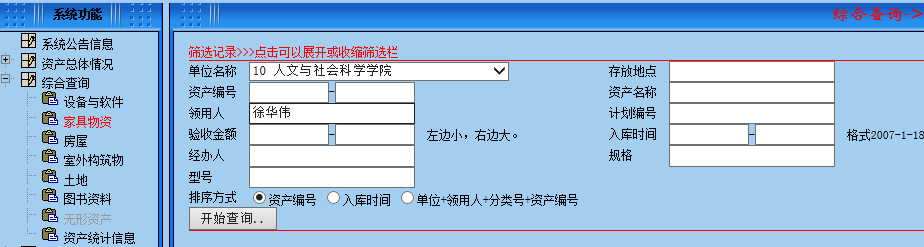 系统功能
综合查询->
系统公告信息
资产总体情况
综合查询
设备与软件
家具物资
房屋
室外构筑物
土地
图书资料
无形资产
资产统计信息
筛选记录>>>点击可以展开或收缩筛选栏
单位名称 10 人文与社会科学学院 存放地点
资产编号 - 资产名称
领用人 徐华伟 计划编号
验收金额 - 左边小，右边大。 入库时间 - 格式2007-1-18
经办人 规格
型号
排序方式 资产编号 入库时间 单位+领用人+分类号+资产编号
开始查询..